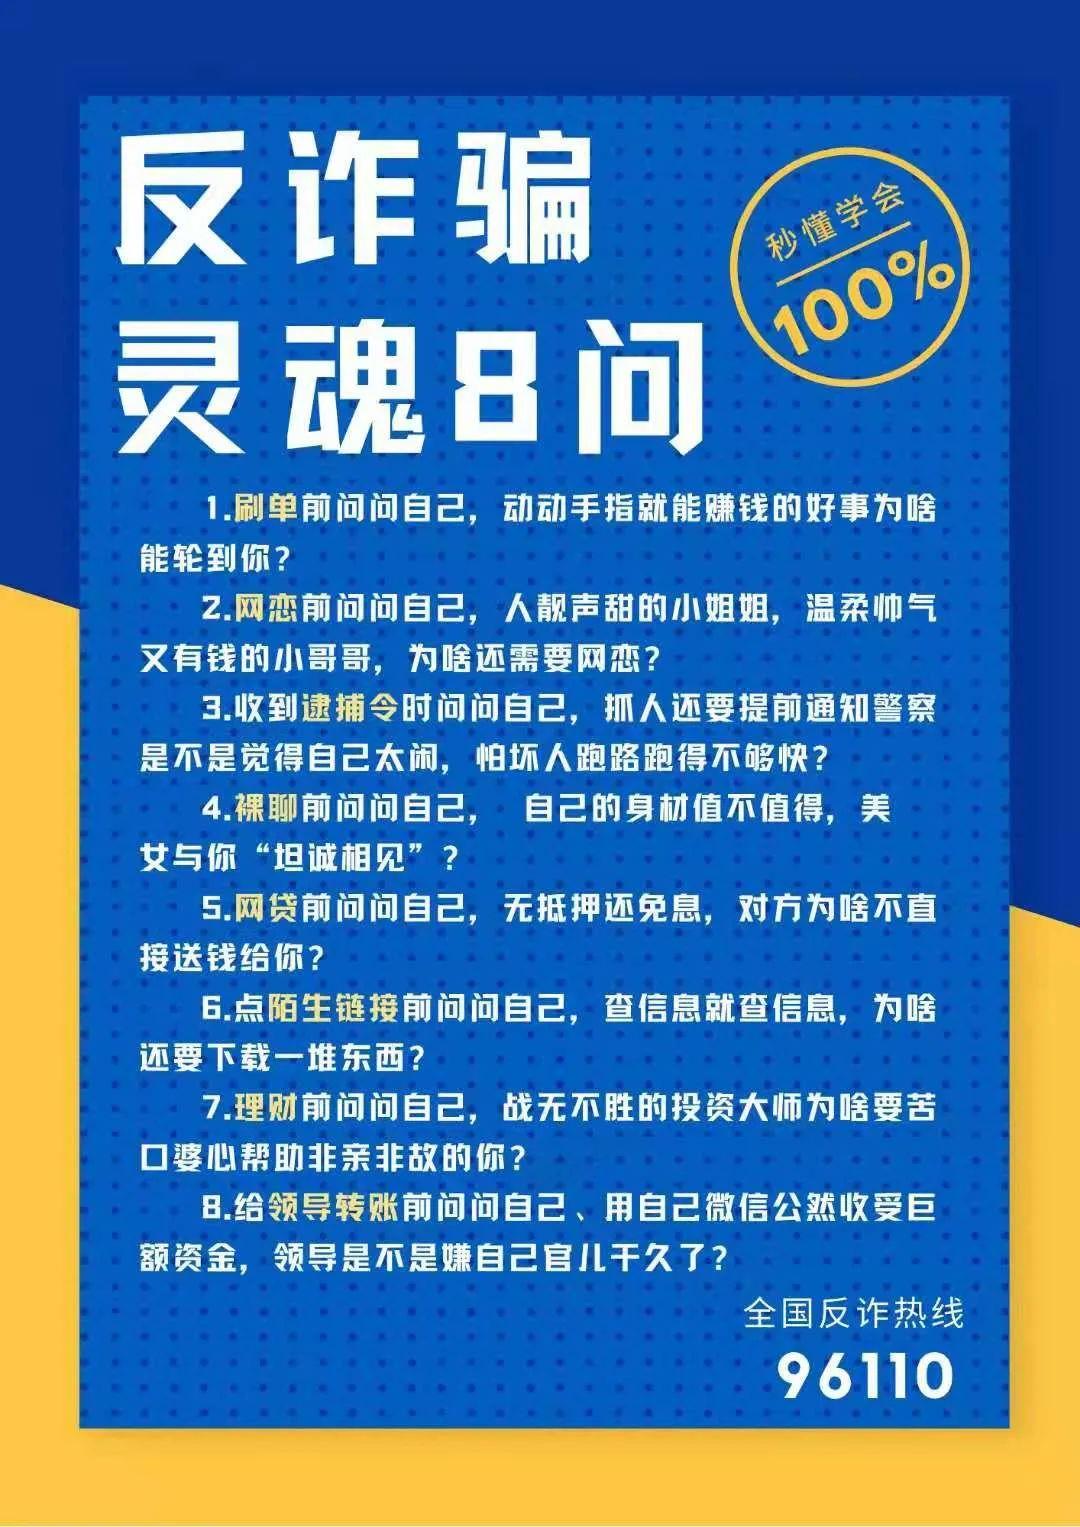 反诈骗
灵魂8问
秒懂学会
100%
1.刷单前问问自己，动动手指就能赚钱的好事为啥
能轮到你？
2.网恋前问问自己，人靓声甜的小姐姐，温柔帅气
又有钱的小哥哥，为啥还需要网恋？
3.收到逮捕令时问问自己，抓人还要提前通知警察
是不是觉得自己太闲，怕坏人跑路跑得不够快？
4.裸聊前问问自己， 自己的身材值不值得，美
女与你“坦诚相见”？
5.网贷前问问自己，无抵押还免息，对方为啥不直
接送钱给你？
6.点陌生链接前问问自己，查信息就查信息，为啥
还要下载一堆东西？
7.理财前问问自己，战无不胜的投资大师为啥要苦
口婆心帮助非亲非故的你？
8.给领导转账前问问自己、用自己微信公然收受巨
额资金，领导是不是嫌自己官儿干久了？
全国反诈热线
96110